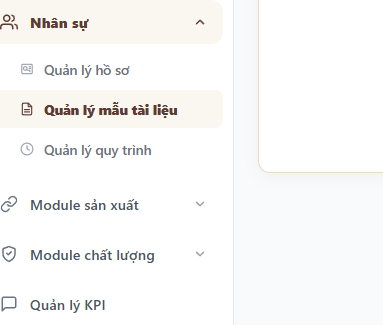 Nhân sự
Quản lý hồ sơ
Quản lý mẫu tài liệu
Quản lý quy trinh
Module sản xuất
Module chất lượng
Quản lý KPI